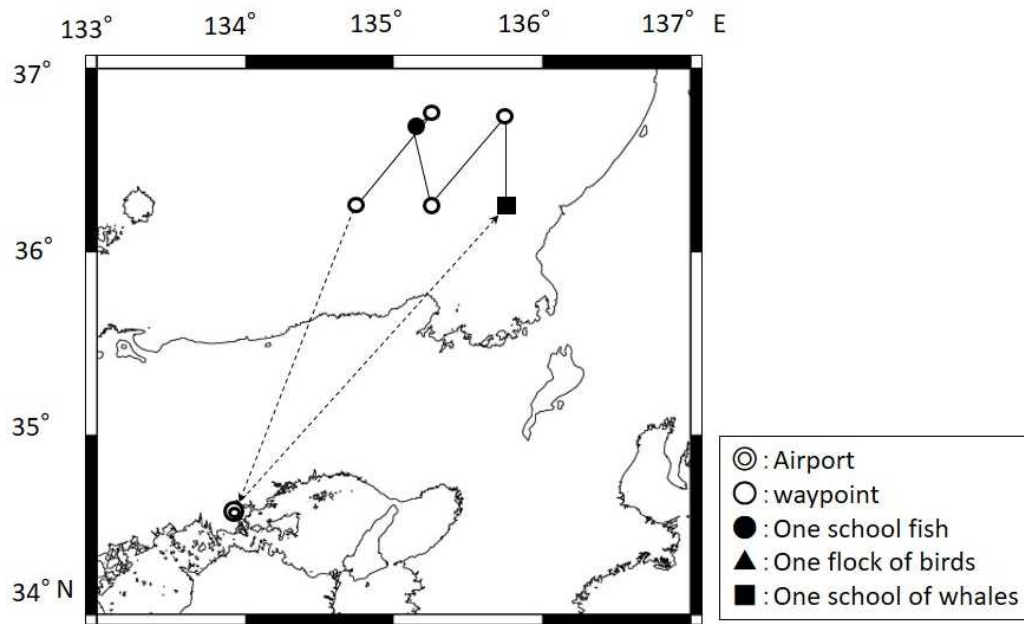 133° 134° 135° 136° 137° E
37°
36°
35°
34° N
: Airport
: waypoint
: One school fish
: One flock of birds
: One school of whales